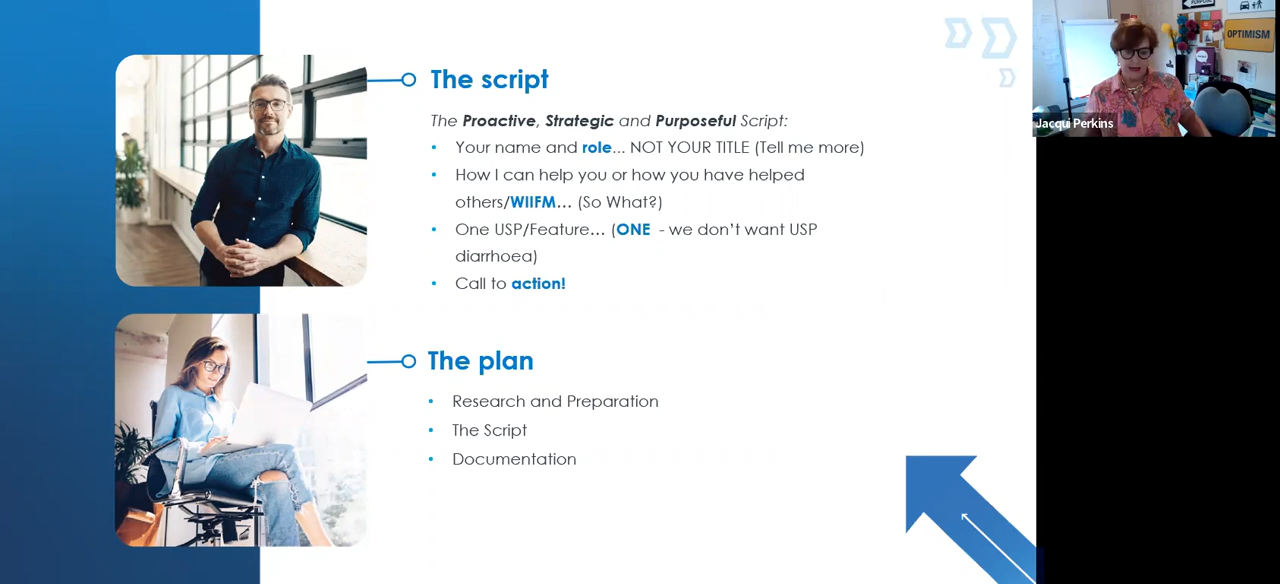 The script
The Proactive, Strategic and Purposeful Script:
• Your name and role... NOT YOUR TITLE (Tell me more)
• How I can help you or how you have helped
others/WIIFM... (So What?)
• One USP/Feature... (ONE - we don't want USP
diarrhoea)
• Call to action!
The plan
• Research and Preparation
• The Script
• Documentation
PURPOSE
OPTIMISM
Jacqui Perkins